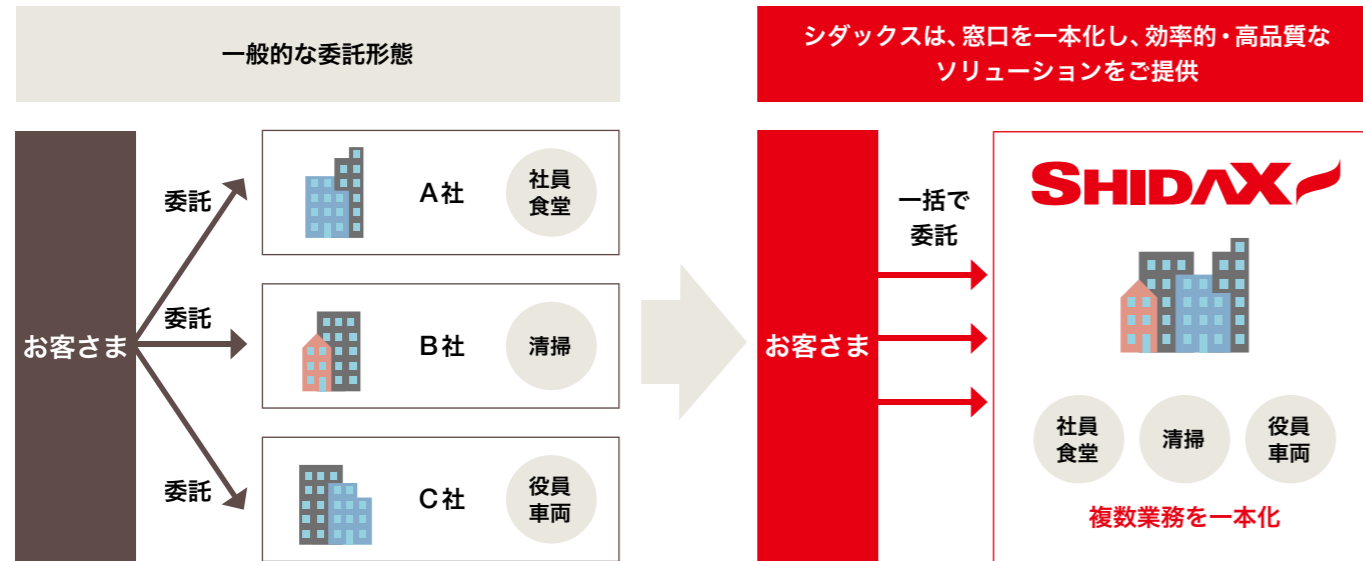 一般的な委託形態
お客さま
委託
A社
社員
食堂
委託
B社
清掃
委託
C社
役員
車両
シダックスは、窓口を一本化し、効率的・高品質な
ソリューションをご提供
お客さま
一括で
委託
SHIDAX
社員
食堂
清掃
役員
車両
複数業務を一本化